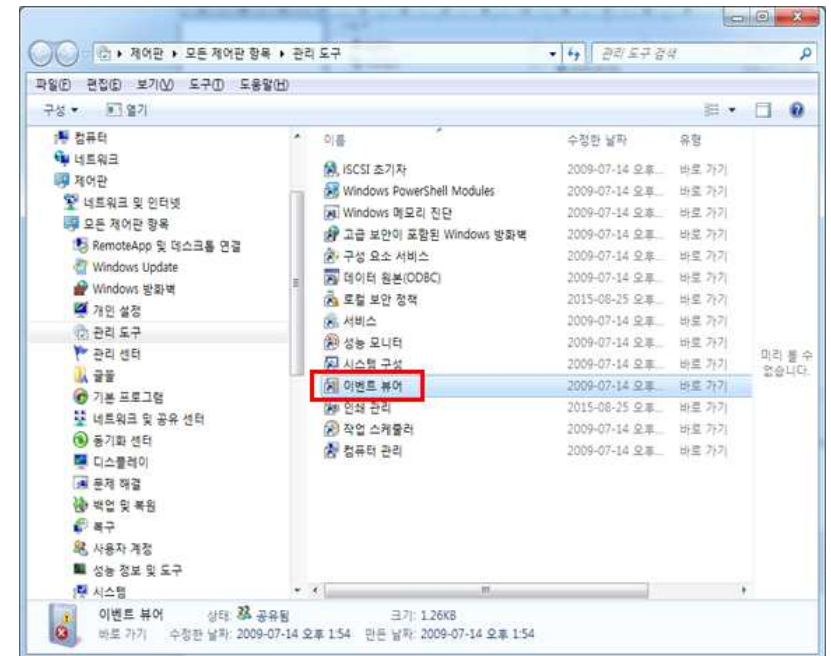 제어판 ▸ 모든 제어판 항목 ▸ 관리 도구
관리 도구 검색
파일(F) 편집(E) 보기(V) 도구(T) 도움말(H)
구성 열기
컴퓨터
네트워크
제어판
네트워크 및 인터넷
모든 제어판 항목
RemoteApp 및 데스크톱 연결
Windows Update
Windows 방화벽
개인 설정
관리 도구
관리 센터
글꼴
기본 프로그램
네트워크 및 공유 센터
동기화 센터
디스플레이
문제 해결
백업 및 복원
복구
사용자 계정
성능 정보 및 도구
시스템
이름 수정한 날짜 유형
iSCSI 초기자 2009-07-14 오후... 바로 가기
Windows PowerShell Modules 2009-07-14 오후... 바로 가기
Windows 메모리 진단 2009-07-14 오후... 바로 가기
고급 보안이 포함된 Windows 방화벽 2009-07-14 오후... 바로 가기
구성 요소 서비스 2009-07-14 오후... 바로 가기
데이터 원본(ODBC) 2009-07-14 오후... 바로 가기
로컬 보안 정책 2015-08-25 오후... 바로 가기
서비스 2009-07-14 오후... 바로 가기
성능 모니터 2009-07-14 오후... 바로 가기
시스템 구성 2009-07-14 오후... 바로 가기
이벤트 뷰어 2009-07-14 오후... 바로 가기
인쇄 관리 2015-08-25 오후... 바로 가기
작업 스케줄러 2009-07-14 오후... 바로 가기
컴퓨터 관리 2009-07-14 오후... 바로 가기
미리 볼 수
없습니다.
이벤트 뷰어 상태: 공유됨 크기: 1.26KB
바로 가기 수정한 날짜: 2009-07-14 오후 1:54 만든 날짜: 2009-07-14 오후 1:54